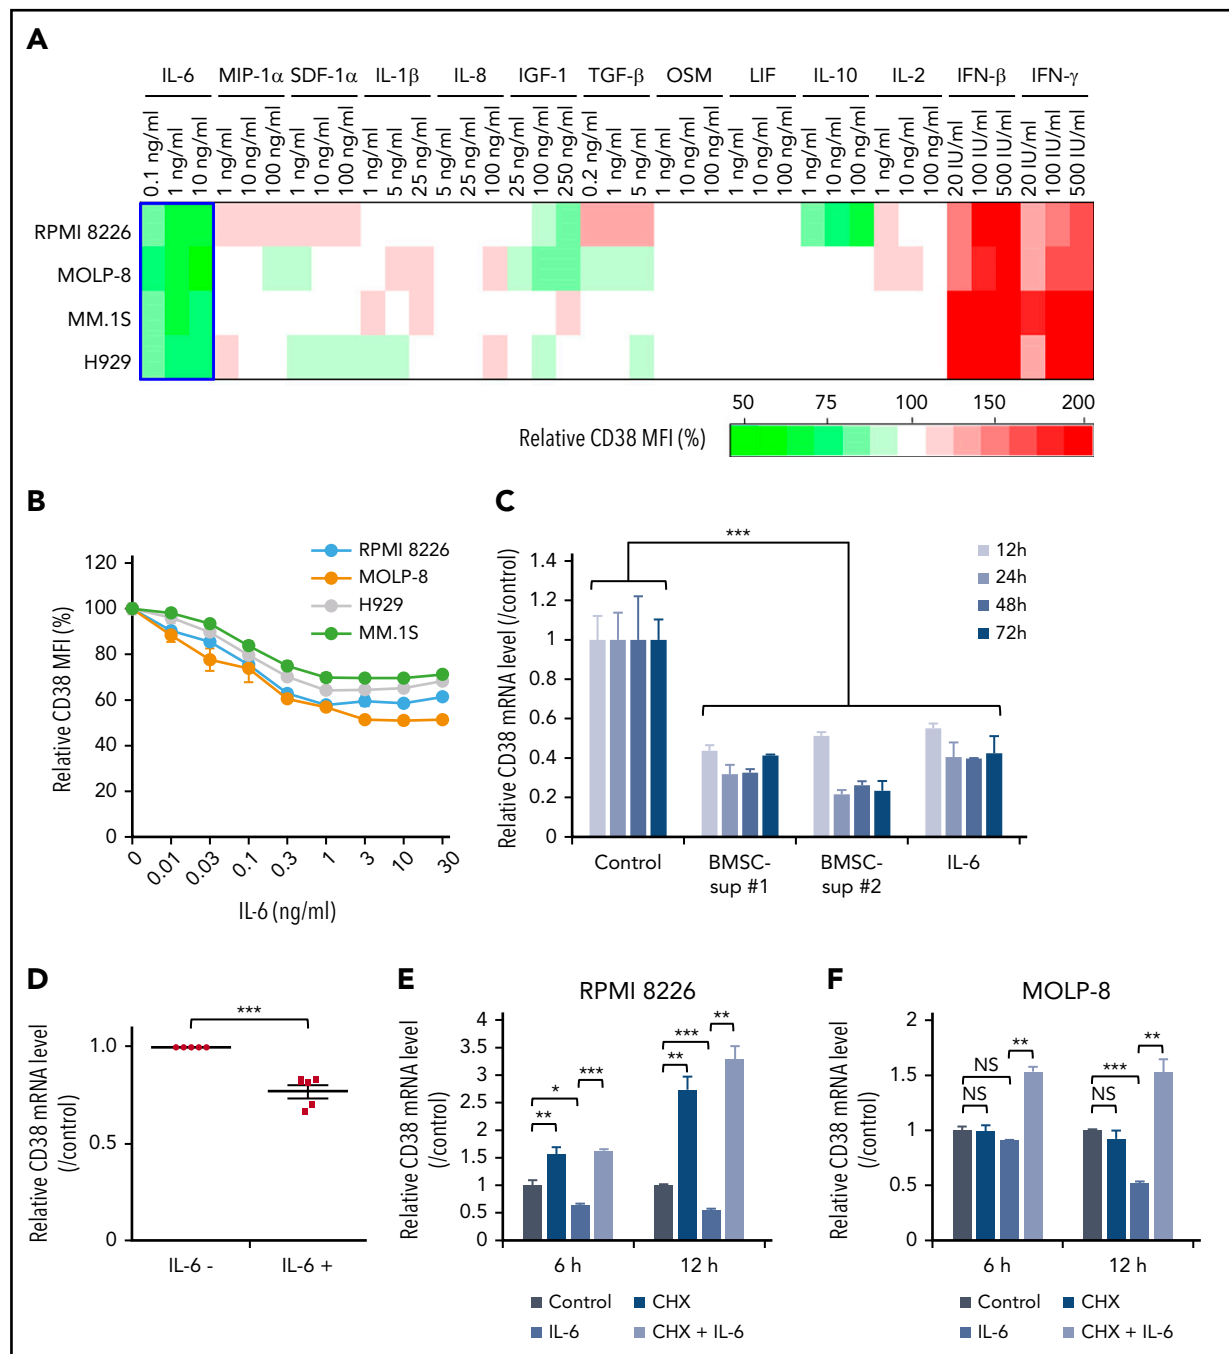 A
IL-6 MIP-1α SDF-1α IL-1β IL-8 IGF-1 TGF-β OSM LIF IL-10 IL-2 IFN-β IFN-γ
0.1 ng/ml 1 ng/ml 10 ng/ml 1 ng/ml 10 ng/ml 100 ng/ml 1 ng/ml 10 ng/ml 100 ng/ml 1 ng/ml 5 ng/ml 25 ng/ml 5 ng/ml 25 ng/ml 100 ng/ml 25 ng/ml 100 ng/ml 250 ng/ml 0.2 ng/ml 1 ng/ml 5 ng/ml 1 ng/ml 10 ng/ml 100 ng/ml 1 ng/ml 10 ng/ml 100 ng/ml 1 ng/ml 10 ng/ml 100 ng/ml 1 ng/ml 10 ng/ml 100 ng/ml 20 IU/ml 100 IU/ml 500 IU/ml 20 IU/ml 100 IU/ml 500 IU/ml
RPMI 8226
MOLP-8
MM.1S
H929
50 75 100 150 200
Relative CD38 MFI (%)
B
Relative CD38 MFI (%)
120
100
80
60
40
20
0
RPMI 8226
MOLP-8
H929
MM.1S
0 0.01 0.03 0.1 0.3 1 3 10 30
IL-6 (ng/ml)
C
Relative CD38 mRNA level (/control)
1.4
1.2
1
0.8
0.6
0.4
0.2
0
***
12h
24h
48h
72h
Control BMSC- BMSC- IL-6
sup #1 sup #2
D
Relative CD38 mRNA level
(/control)
1.0
0.5
0
***
IL-6 - IL-6 +
E
RPMI 8226
Relative CD38 mRNA level
(/control)
4
3.5
3
2.5
2
1.5
1
0.5
0
** * *** ** *** **
6 h 12 h
Control CHX
IL-6 CHX + IL-6
F
MOLP-8
Relative CD38 mRNA level
(/control)
2
1.5
1
0.5
0
NS NS ** NS *** **
6 h 12 h
Control CHX
IL-6 CHX + IL-6